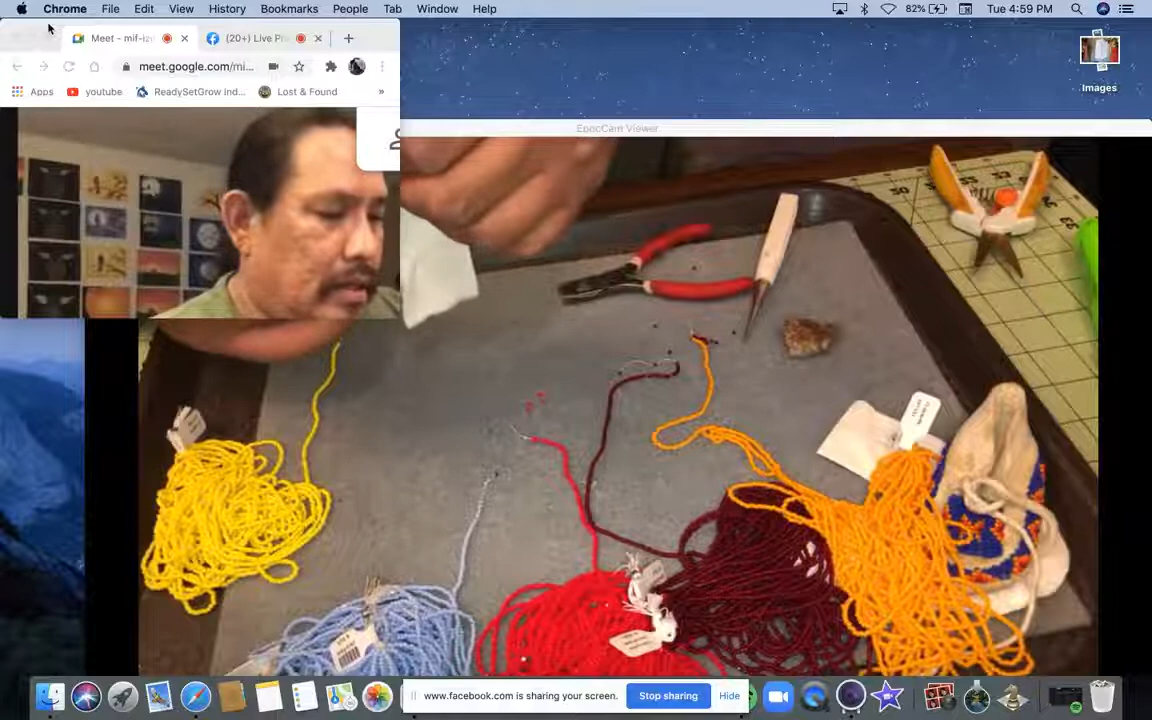 Chrome File Edit View History Bookmarks People Tab Window Help 82% Tue 4:59 PM
Meet - mif-iz (20+) Live Pr
meet.google.com/mi...
Apps youtube ReadySetGrow ind... Lost & Found »
Images
EpocCam Viewer
www.facebook.com is sharing your screen. Stop sharing Hide